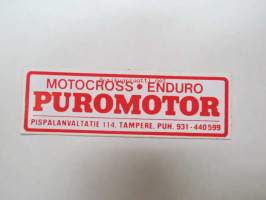 MOTOCROSS • ENDURO
PUROMOTOR
PISPALANVALTATIE 114, TAMPERE. PUH. 931-440599